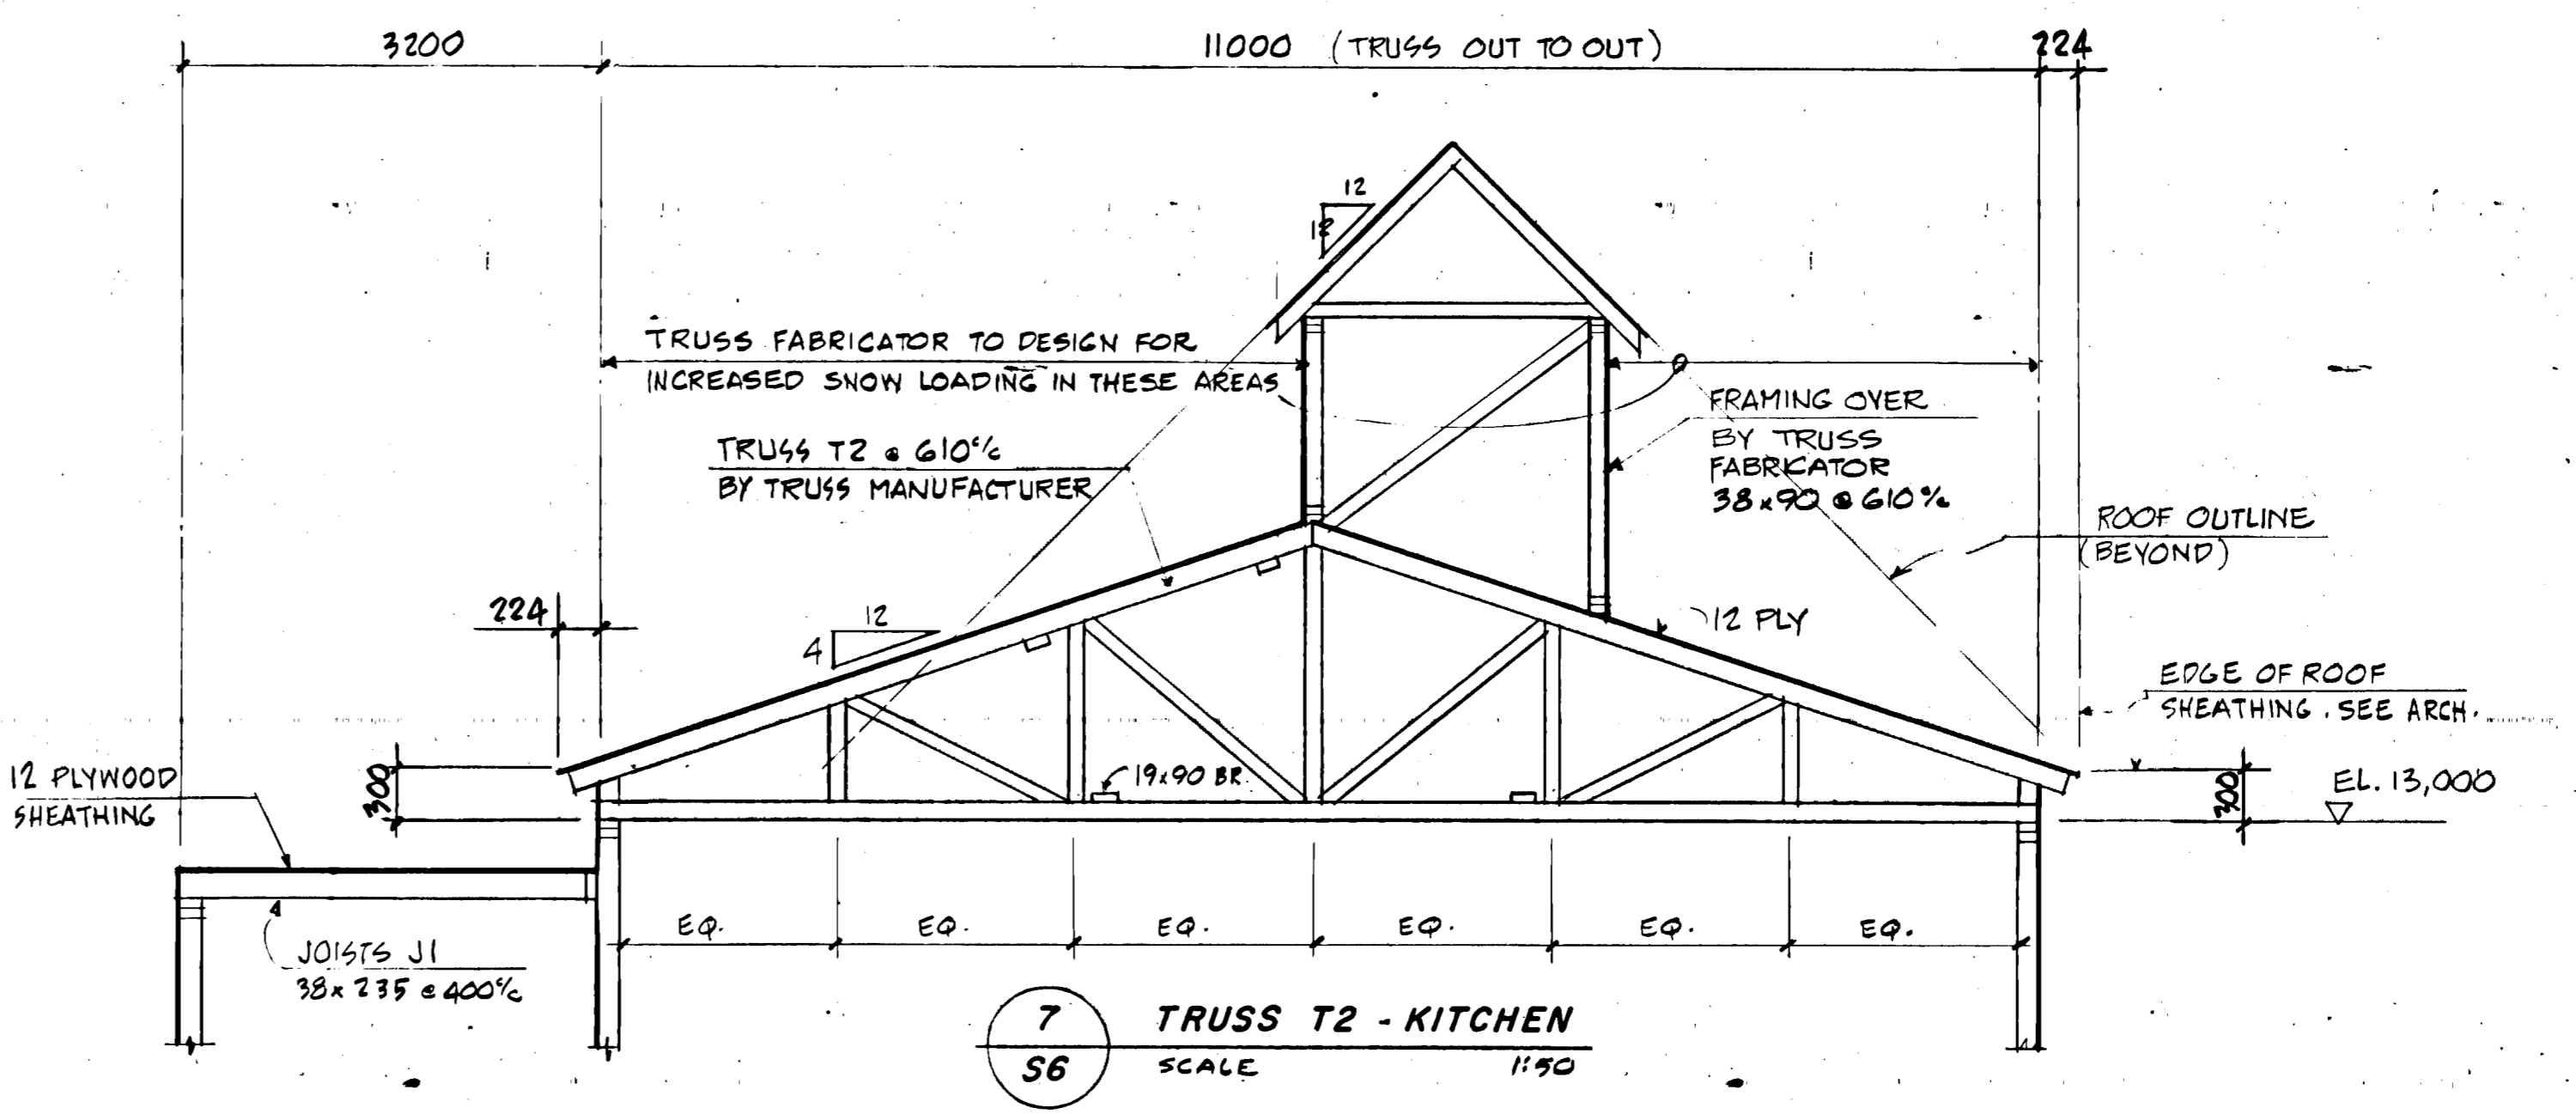 3200
11000 (TRUSS OUT TO OUT)
224
12
12
TRUSS FABRICATOR TO DESIGN FOR
INCREASED SNOW LOADING IN THESE AREAS
FRAMING OVER
BY TRUSS
FABRICATOR
38x90 @ 610 o/c
TRUSS T2 @ 610 o/c
BY TRUSS MANUFACTURER
ROOF OUTLINE
(BEYOND)
224
12
4
12 PLY
EDGE OF ROOF
SHEATHING . SEE ARCH.
12 PLYWOOD
SHEATHING
300
19x90 BR.
300
EL. 13,000
EQ. EQ. EQ. EQ. EQ. EQ.
JOISTS J1
38x235 @ 400 o/c
7
S6
TRUSS T2 - KITCHEN
SCALE 1:50